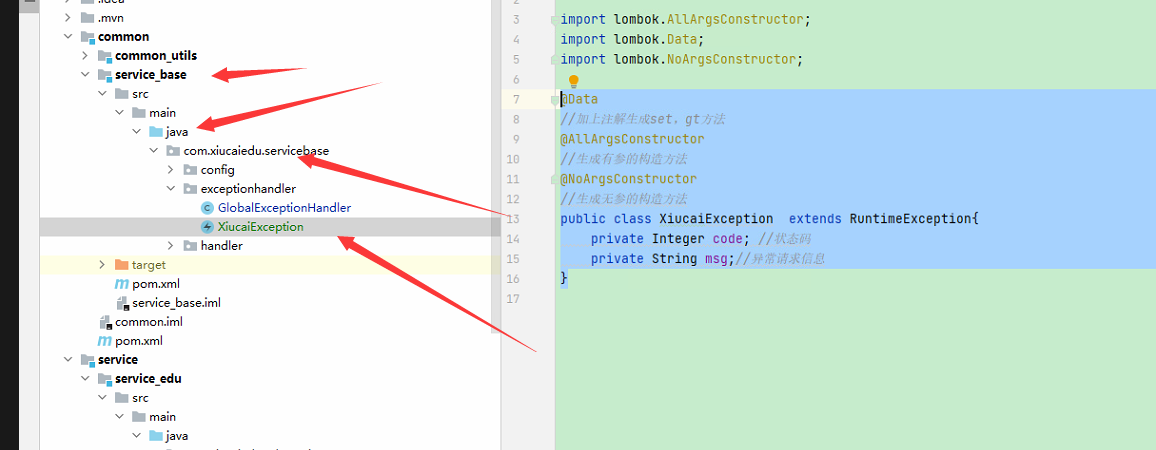 .idea
.mvn
common
common_utils
service_base
src
main
java
com.xiucaiedu.servicebase
config
exceptionhandler
GlobalExceptionHandler
XiucaiException
handler
target
pom.xml
service_base.iml
common.iml
pom.xml
service
service_edu
src
main
java
2
3 import lombok.AllArgsConstructor;
4 import lombok.Data;
5 import lombok.NoArgsConstructor;
6
7 @Data
8 //加上注解生成set，gt方法
9 @AllArgsConstructor
10 //生成有参的构造方法
11 @NoArgsConstructor
12 //生成无参的构造方法
13 public class XiucaiException  extends RuntimeException{
14 private Integer code; //状态码
15 private String msg;//异常请求信息
16 }
17